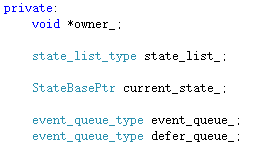 private:
void *owner_;
state_list_type state_list_;
StateBasePtr current_state_;
event_queue_type event_queue_;
event_queue_type defer_queue_;